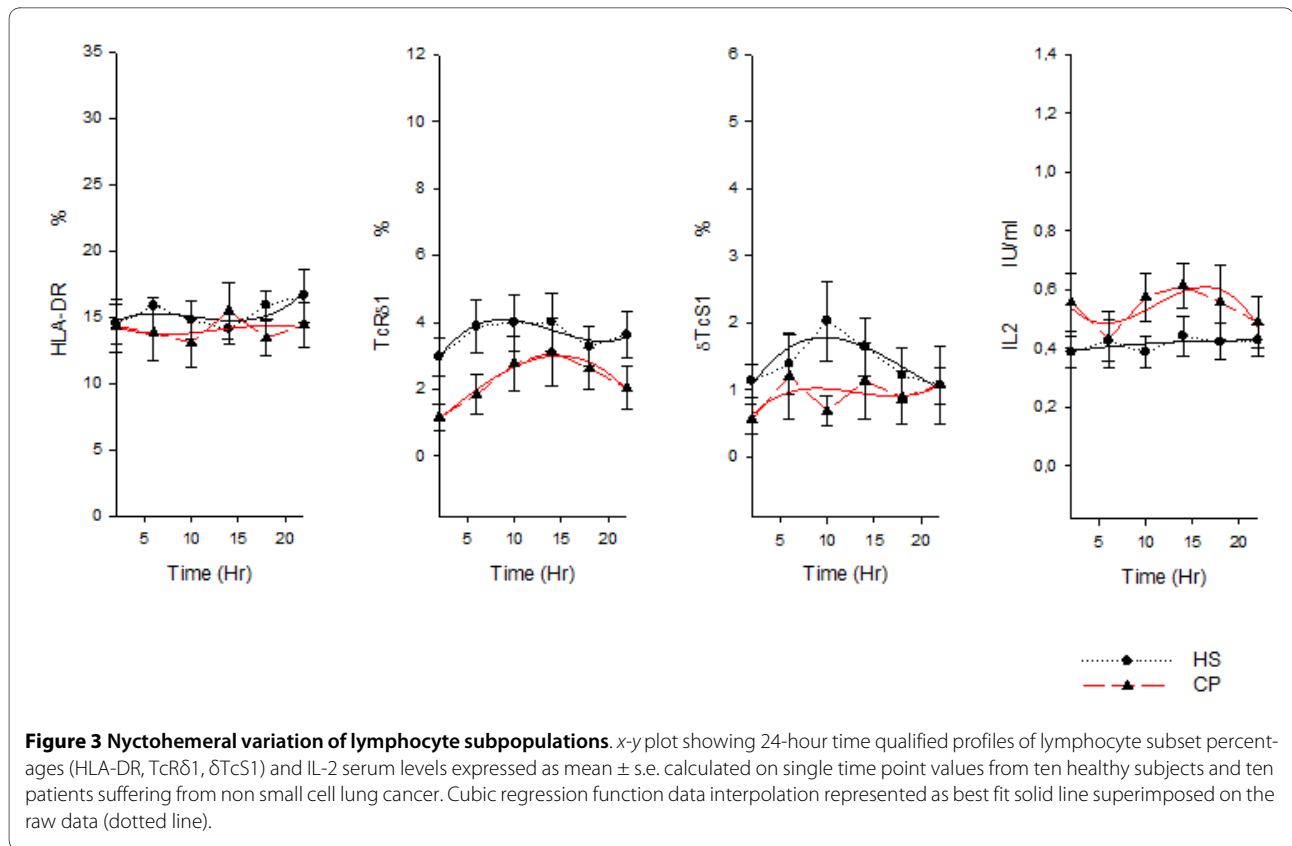 35
30
25
20
15
10
5
0
HLA-DR %
5 10 15 20
Time (Hr)
12
10
8
6
4
2
0
TcRδ1 %
5 10 15 20
Time (Hr)
6
5
4
3
2
1
0
δTcS1 %
5 10 15 20
Time (Hr)
1,4
1,2
1,0
0,8
0,6
0,4
0,2
0,0
IL2 IU/ml
5 10 15 20
Time (Hr)
HS
CP
Figure 3 Nyctohemeral variation of lymphocyte subpopulations. x-y plot showing 24-hour time qualified profiles of lymphocyte subset percent-
ages (HLA-DR, TcRδ1, δTcS1) and IL-2 serum levels expressed as mean ± s.e. calculated on single time point values from ten healthy subjects and ten
patients suffering from non small cell lung cancer. Cubic regression function data interpolation represented as best fit solid line superimposed on the
raw data (dotted line).